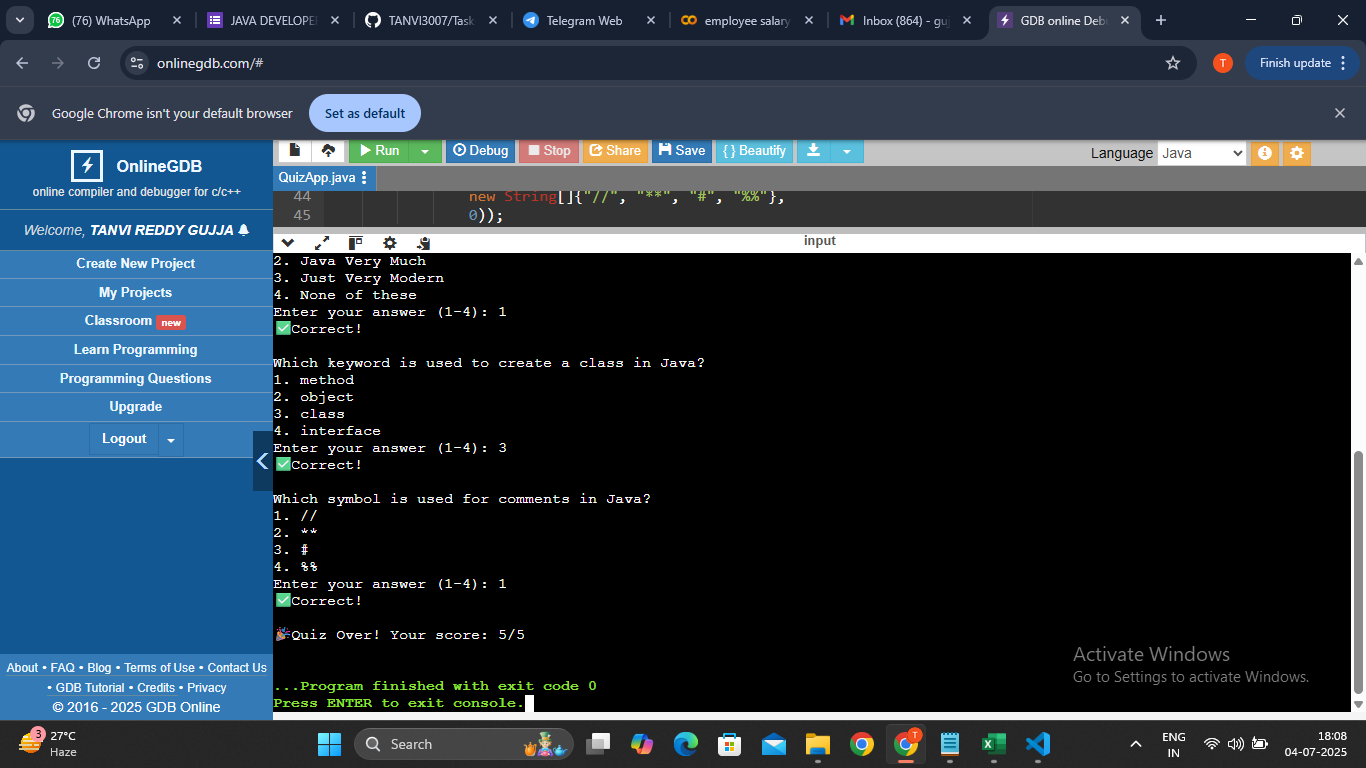 (76) WhatsApp
JAVA DEVELOPE
TANVI3007/Task
Telegram Web
employee salary
Inbox (864) - guj
GDB online Deb
onlinegdb.com/#
T
Finish update
Google Chrome isn't your default browser
Set as default
OnlineGDB
online compiler and debugger for c/c++
Welcome, TANVI REDDY GUJJA
Create New Project
My Projects
Classroom new
Learn Programming
Programming Questions
Upgrade
Logout
About • FAQ • Blog • Terms of Use • Contact Us
• GDB Tutorial • Credits • Privacy
© 2016 - 2025 GDB Online
Run
Debug
Stop
Share
Save
{ } Beautify
Language Java
QuizApp.java
44 new String[]{"//", "**", "#", "%%"},
45 0));
input
2. Java Very Much
3. Just Very Modern
4. None of these
Enter your answer (1-4): 1
✅Correct!
Which keyword is used to create a class in Java?
1. method
2. object
3. class
4. interface
Enter your answer (1-4): 3
✅Correct!
Which symbol is used for comments in Java?
1. //
2. **
3. #
4. %%
Enter your answer (1-4): 1
✅Correct!
🎉Quiz Over! Your score: 5/5
...Program finished with exit code 0
Press ENTER to exit console.
Activate Windows
Go to Settings to activate Windows.
3
27°C
Haze
Search
T
ENG
IN
18:08
04-07-2025